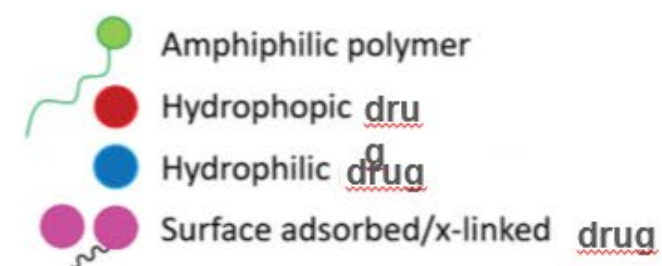 Amphiphilic polymer
Hydrophopic dru
g
Hydrophilic drug
Surface adsorbed/x-linked drug